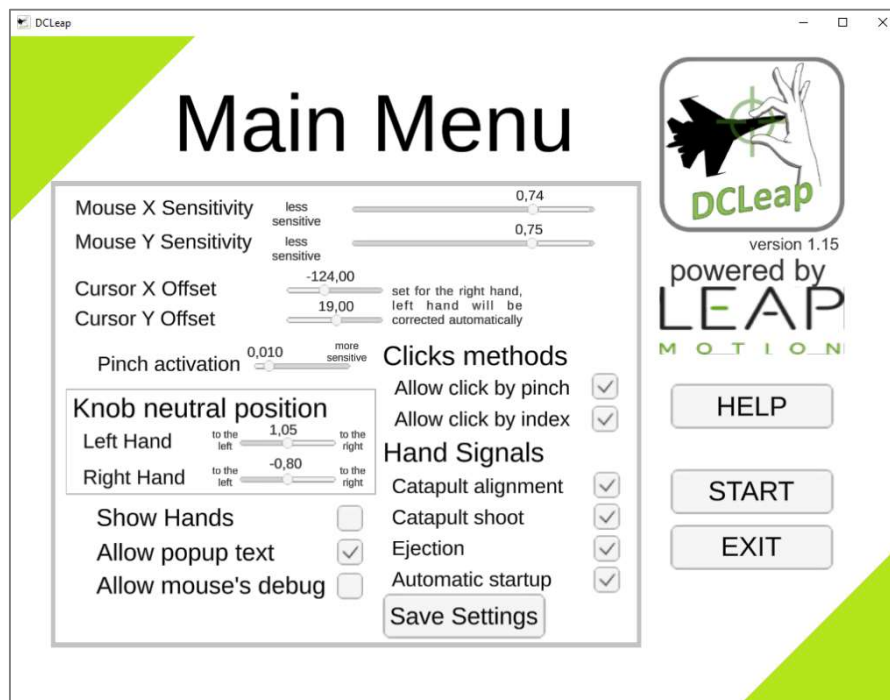 DCLeap
Main Menu
DCLeap
version 1.15
powered by
LEAP
MOTION
Mouse X Sensitivity less sensitive 0,74
Mouse Y Sensitivity less sensitive 0,75
Cursor X Offset -124,00
Cursor Y Offset 19,00
set for the right hand,
left hand will be
corrected automatically
Pinch activation 0,010 more sensitive
Knob neutral position
Left Hand to the left 1,05 to the right
Right Hand to the left -0,80 to the right
Show Hands
Allow popup text
Allow mouse's debug
Clicks methods
Allow click by pinch
Allow click by index
Hand Signals
Catapult alignment
Catapult shoot
Ejection
Automatic startup
Save Settings
HELP
START
EXIT